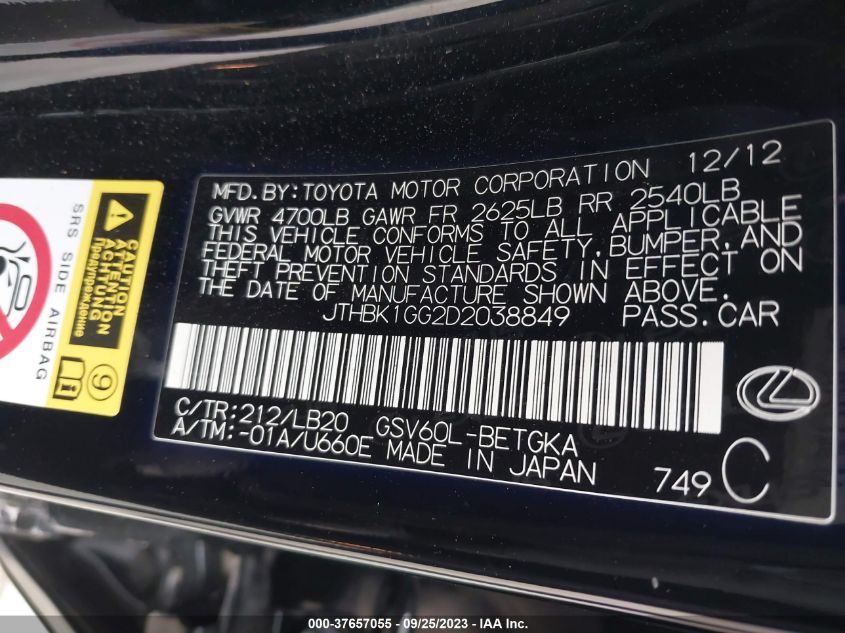 MFD. BY: TOYOTA MOTOR CORPORATION 12/12
GVWR 4700LB GAWR FR 2625LB RR 2540LB
THIS VEHICLE CONFORMS TO ALL APPLICABLE
FEDERAL MOTOR VEHICLE SAFETY, BUMPER, AND
THEFT PREVENTION STANDARDS IN EFFECT ON
THE DATE OF MANUFACTURE SHOWN ABOVE.
JTHBK1GG2D2038849 PASS.CAR
C/TR:212/LB20 GSV60L-BETGKA
A/TM:-01A/U660E MADE IN JAPAN
749 C
SRS SIDE AIRBAG
CAUTION
ATTENTION
ACHTUNG
Предупреждение
9
000-37657055 - 09/25/2023 - IAA Inc.